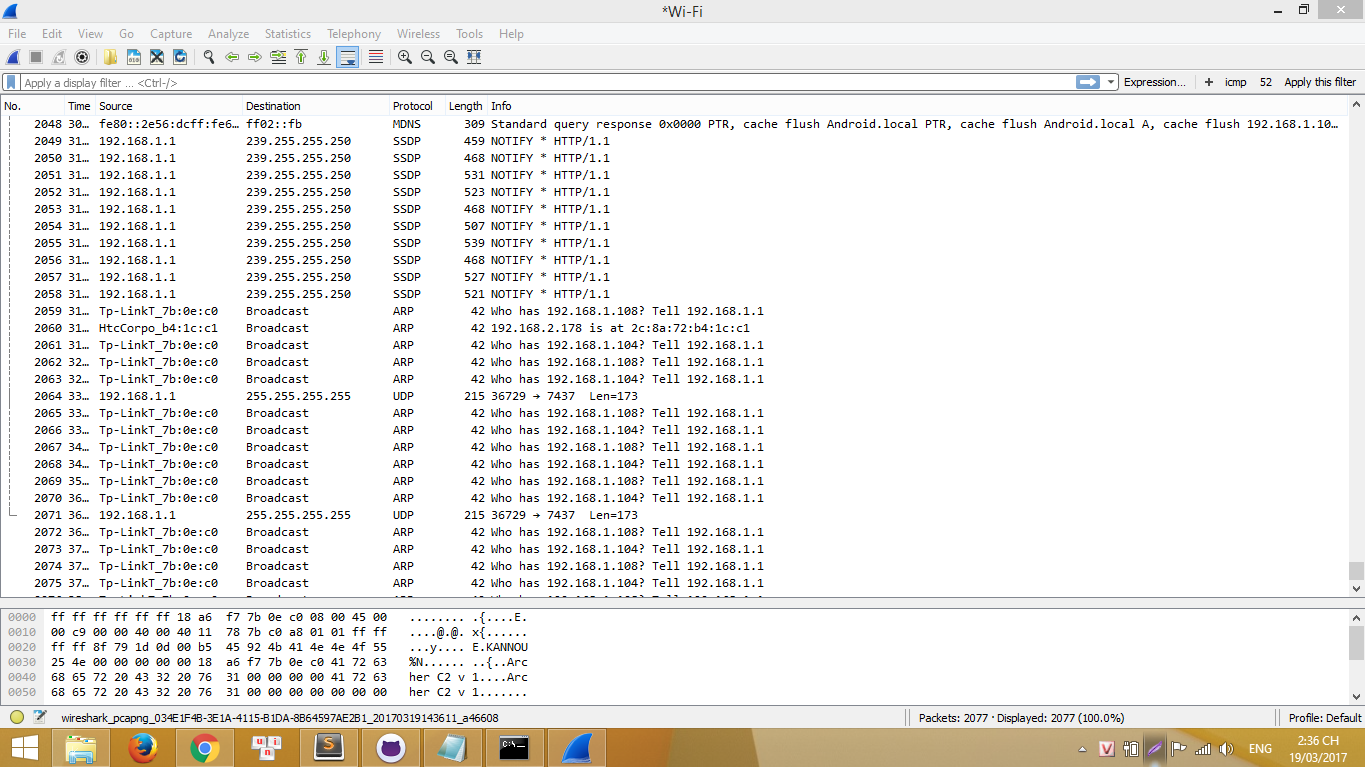 *Wi-Fi
File Edit View Go Capture Analyze Statistics Telephony Wireless Tools Help
Apply a display filter ... <Ctrl-/> Expression... + icmp 52 Apply this filter
No. Time Source Destination Protocol Length Info
2048 30… fe80::2e56:dcff:fe6… ff02::fb MDNS 309 Standard query response 0x0000 PTR, cache flush Android.local PTR, cache flush Android.local A, cache flush 192.168.1.10…
2049 31… 192.168.1.1 239.255.255.250 SSDP 459 NOTIFY * HTTP/1.1
2050 31… 192.168.1.1 239.255.255.250 SSDP 468 NOTIFY * HTTP/1.1
2051 31… 192.168.1.1 239.255.255.250 SSDP 531 NOTIFY * HTTP/1.1
2052 31… 192.168.1.1 239.255.255.250 SSDP 523 NOTIFY * HTTP/1.1
2053 31… 192.168.1.1 239.255.255.250 SSDP 468 NOTIFY * HTTP/1.1
2054 31… 192.168.1.1 239.255.255.250 SSDP 507 NOTIFY * HTTP/1.1
2055 31… 192.168.1.1 239.255.255.250 SSDP 539 NOTIFY * HTTP/1.1
2056 31… 192.168.1.1 239.255.255.250 SSDP 468 NOTIFY * HTTP/1.1
2057 31… 192.168.1.1 239.255.255.250 SSDP 527 NOTIFY * HTTP/1.1
2058 31… 192.168.1.1 239.255.255.250 SSDP 521 NOTIFY * HTTP/1.1
2059 31… Tp-LinkT_7b:0e:c0 Broadcast ARP 42 Who has 192.168.1.108? Tell 192.168.1.1
2060 31… HtcCorpo_b4:1c:c1 Broadcast ARP 42 192.168.2.178 is at 2c:8a:72:b4:1c:c1
2061 31… Tp-LinkT_7b:0e:c0 Broadcast ARP 42 Who has 192.168.1.104? Tell 192.168.1.1
2062 32… Tp-LinkT_7b:0e:c0 Broadcast ARP 42 Who has 192.168.1.108? Tell 192.168.1.1
2063 32… Tp-LinkT_7b:0e:c0 Broadcast ARP 42 Who has 192.168.1.104? Tell 192.168.1.1
2064 33… 192.168.1.1 255.255.255.255 UDP 215 36729 → 7437 Len=173
2065 33… Tp-LinkT_7b:0e:c0 Broadcast ARP 42 Who has 192.168.1.108? Tell 192.168.1.1
2066 33… Tp-LinkT_7b:0e:c0 Broadcast ARP 42 Who has 192.168.1.104? Tell 192.168.1.1
2067 34… Tp-LinkT_7b:0e:c0 Broadcast ARP 42 Who has 192.168.1.108? Tell 192.168.1.1
2068 34… Tp-LinkT_7b:0e:c0 Broadcast ARP 42 Who has 192.168.1.104? Tell 192.168.1.1
2069 35… Tp-LinkT_7b:0e:c0 Broadcast ARP 42 Who has 192.168.1.108? Tell 192.168.1.1
2070 36… Tp-LinkT_7b:0e:c0 Broadcast ARP 42 Who has 192.168.1.104? Tell 192.168.1.1
2071 36… 192.168.1.1 255.255.255.255 UDP 215 36729 → 7437 Len=173
2072 36… Tp-LinkT_7b:0e:c0 Broadcast ARP 42 Who has 192.168.1.108? Tell 192.168.1.1
2073 37… Tp-LinkT_7b:0e:c0 Broadcast ARP 42 Who has 192.168.1.104? Tell 192.168.1.1
2074 37… Tp-LinkT_7b:0e:c0 Broadcast ARP 42 Who has 192.168.1.108? Tell 192.168.1.1
2075 37… Tp-LinkT_7b:0e:c0 Broadcast ARP 42 Who has 192.168.1.104? Tell 192.168.1.1
0000 ff ff ff ff ff ff 18 a6 f7 7b 0e c0 08 00 45 00 ........ .{....E.
0010 00 c9 00 00 40 00 40 11 78 7b c0 a8 01 01 ff ff ....@.@. x{......
0020 ff ff 8f 79 1d 0d 00 b5 45 92 4b 41 4e 4e 4f 55 ...y.... E.KANNOU
0030 25 4e 00 00 00 00 00 18 a6 f7 7b 0e c0 41 72 63 %N...... ..{..Arc
0040 68 65 72 20 43 32 20 76 31 00 00 00 00 41 72 63 her C2 v 1....Arc
0050 68 65 72 20 43 32 20 76 31 00 00 00 00 00 00 00 her C2 v 1.......
wireshark_pcapng_034E1F4B-3E1A-4115-B1DA-8B64597AE2B1_20170319143611_a46608 Packets: 2077 · Displayed: 2077 (100.0%) Profile: Default
ENG 2:36 CH
19/03/2017